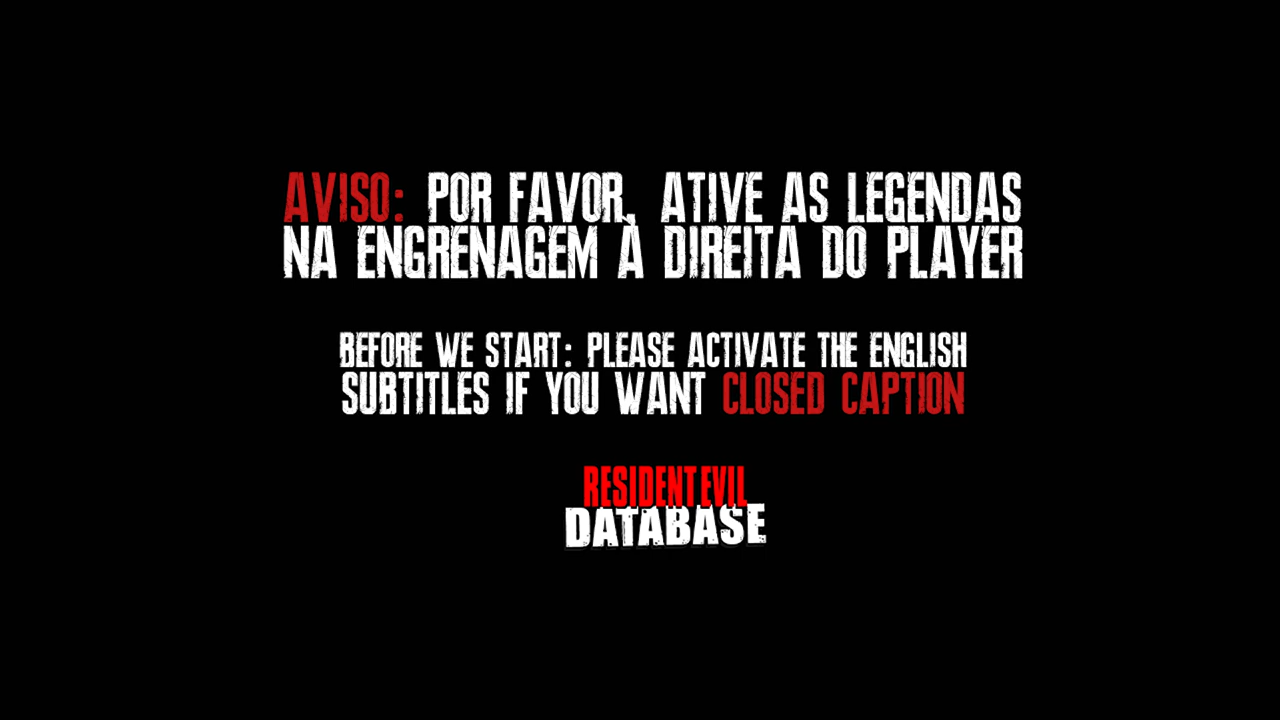 AVISO: POR FAVOR, ATIVE AS LEGENDAS
NA ENGRENAGEM À DIREITA DO PLAYER
BEFORE WE START: PLEASE ACTIVATE THE ENGLISH
SUBTITLES IF YOU WANT CLOSED CAPTION
RESIDENT EVIL
DATABASE